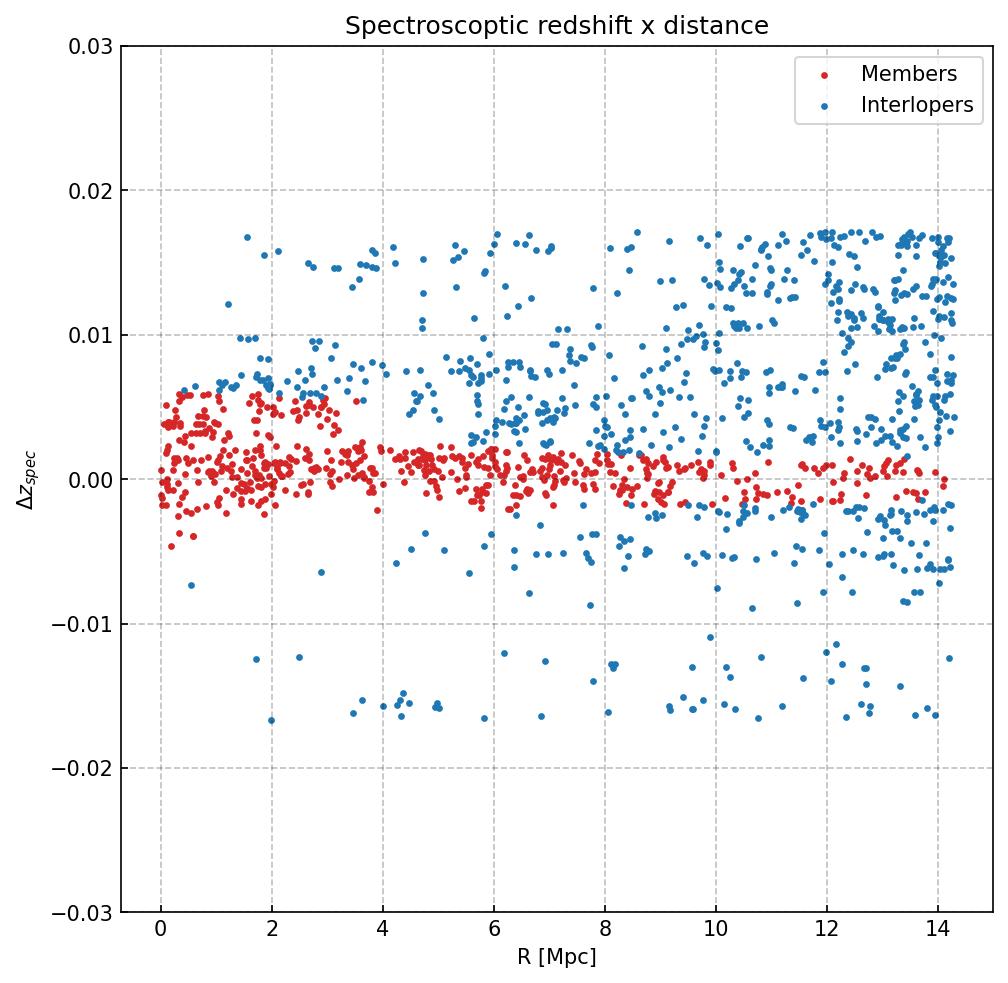 Spectroscoptic redshift x distance
Members
Interlopers
0.03
0.02
0.01
0.00
−0.01
−0.02
−0.03
Δz_spec
0 2 4 6 8 10 12 14
R [Mpc]